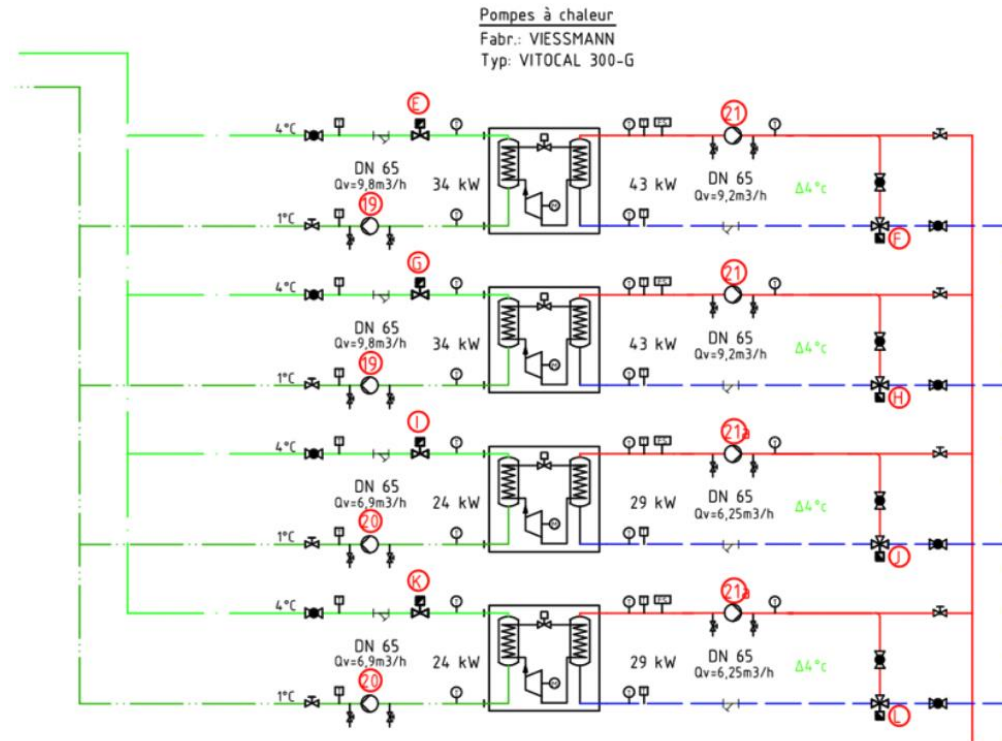 Pompes à chaleur
Fabr.: VIESSMANN
Typ: VITOCAL 300-G
E
21
4°C
T
T
T
T
FS
T
DN 65
Qv=9,8m3/h
34 kW
43 kW
DN 65
Qv=9,2m3/h
Δ4°c
19
1°C
T
T
M
T
T
F
G
21
4°C
T
T
T
T
FS
T
DN 65
Qv=9,8m3/h
34 kW
43 kW
DN 65
Qv=9,2m3/h
Δ4°c
19
1°C
T
T
M
T
T
H
I
21a
4°C
T
T
T
T
FS
T
DN 65
Qv=6,9m3/h
24 kW
29 kW
DN 65
Qv=6,25m3/h
Δ4°c
20
1°C
T
T
M
T
T
J
K
21a
4°C
T
T
T
T
FS
T
DN 65
Qv=6,9m3/h
24 kW
29 kW
DN 65
Qv=6,25m3/h
Δ4°c
20
1°C
T
T
M
T
T
L